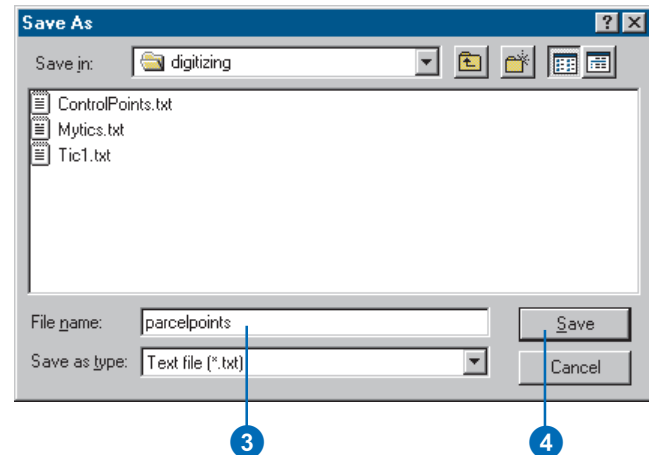 Save As
Save in: digitizing
ControlPoints.txt
Mytics.txt
Tic1.txt
File name: parcelpoints Save
Save as type: Text file (*.txt) Cancel
3 4